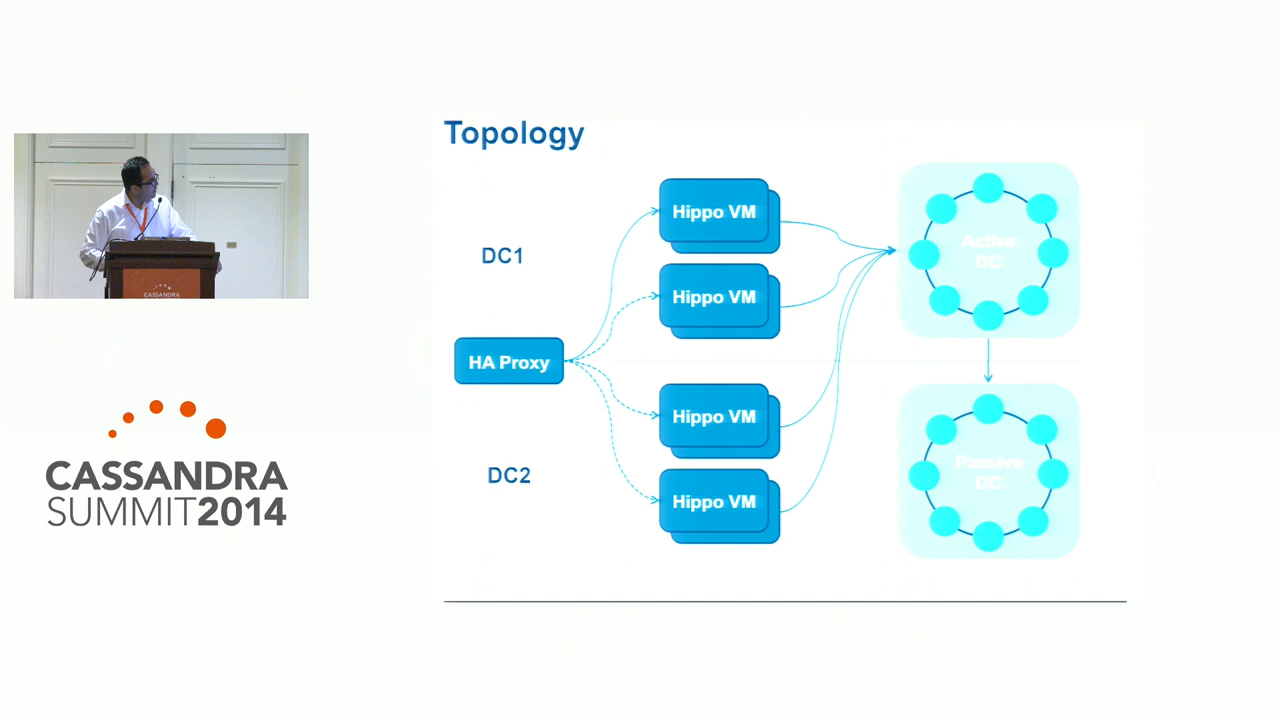 Topology
DC1
HA Proxy
DC2
Hippo VM
Hippo VM
Hippo VM
Hippo VM
Active
DC
Passive
DC
CASSANDRA
CASSANDRA
SUMMIT2014